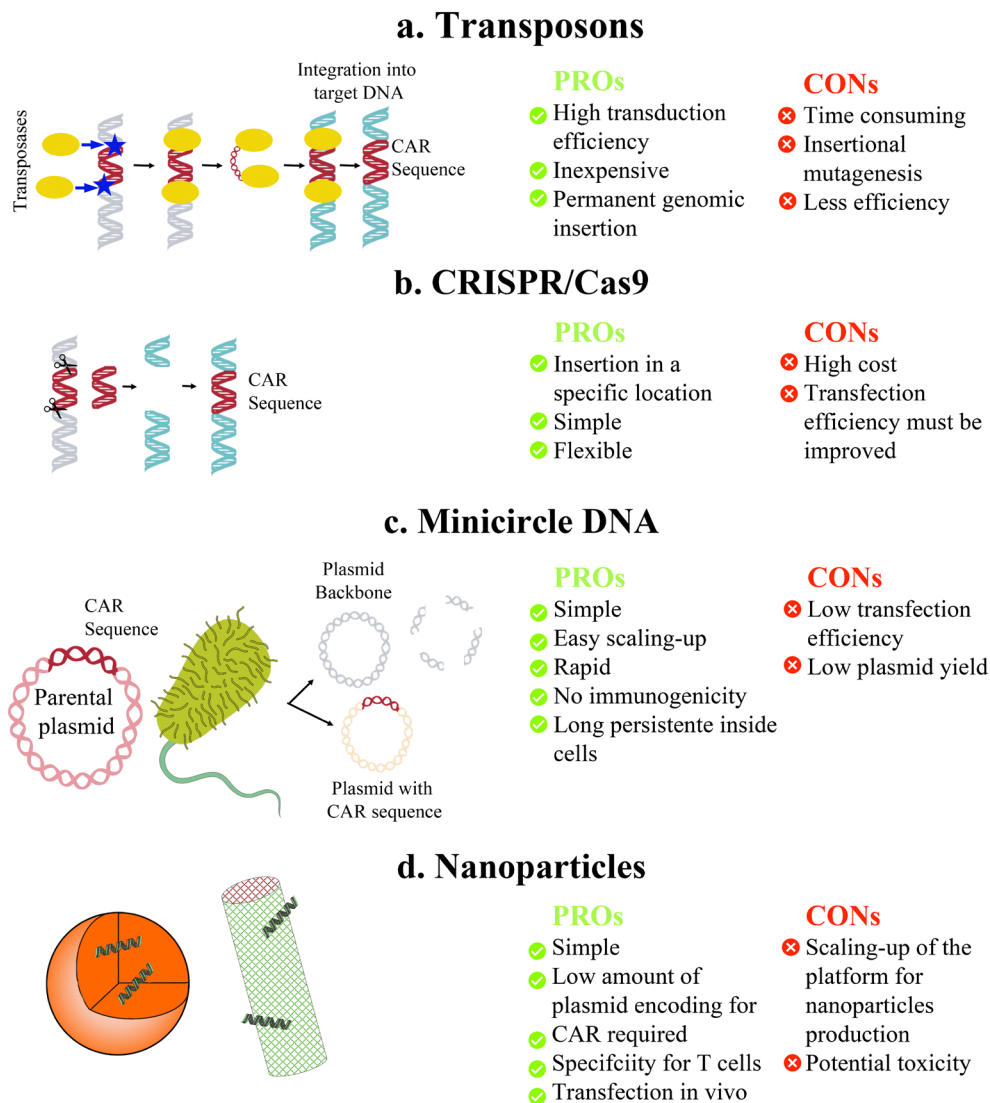 a. Transposons
Transposases
Integration into
target DNA
CAR
Sequence
PROs
High transduction
efficiency
Inexpensive
Permanent genomic
insertion
CONs
Time consuming
Insertional
mutagenesis
Less efficiency
b. CRISPR/Cas9
CAR
Sequence
PROs
Insertion in a
specific location
Simple
Flexible
CONs
High cost
Transfection
efficiency must be
improved
c. Minicircle DNA
CAR
Sequence
Parental
plasmid
Plasmid
Backbone
Plasmid with
CAR sequence
PROs
Simple
Easy scaling-up
Rapid
No immunogenicity
Long persistente inside
cells
CONs
Low transfection
efficiency
Low plasmid yield
d. Nanoparticles
PROs
Simple
Low amount of
plasmid encoding for
CAR required
Specifciity for T cells
Transfection in vivo
CONs
Scaling-up of the
platform for
nanoparticles
production
Potential toxicity